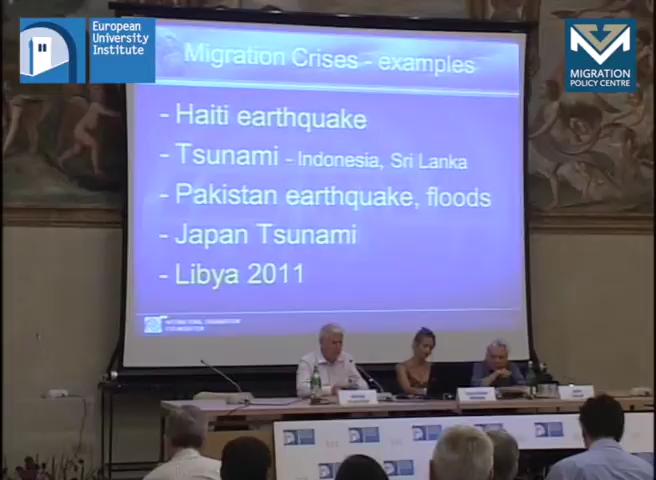 European
University
Institute
MIGRATION
POLICY CENTRE
Migration Crises - examples
- Haiti earthquake
- Tsunami - Indonesia, Sri Lanka
- Pakistan earthquake, floods
- Japan Tsunami
- Libya 2011